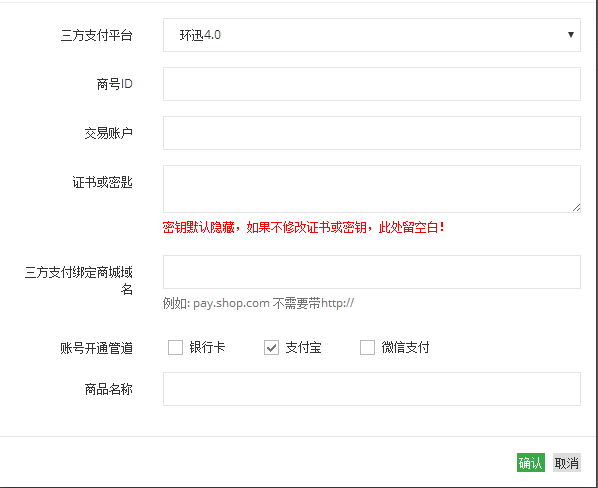 三方支付平台
环迅4.0
商号ID
交易账户
证书或密匙
密钥默认隐藏，如果不修改证书或密钥，此处留空白！
三方支付绑定商城域
名
例如: pay.shop.com 不需要带http://
账号开通管道 银行卡 支付宝 微信支付
商品名称
确认 取消